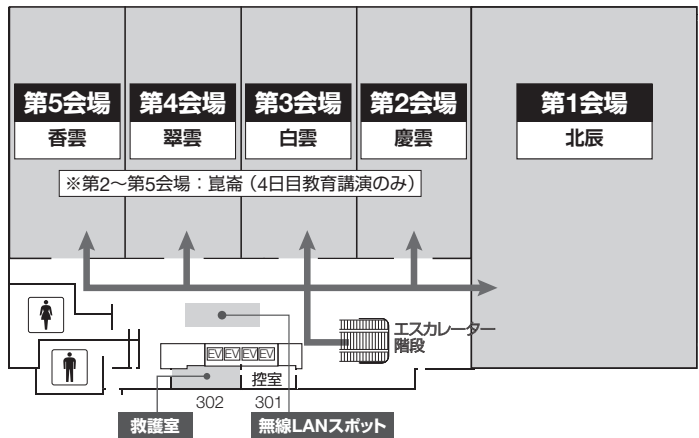 第5会場
香雲
第4会場
翠雲
第3会場
白雲
第2会場
慶雲
第1会場
北辰
※第2〜第5会場：崑崙（4日目教育講演のみ）
エスカレーター
階段
EV EV EV EV
控室
302
301
救護室
無線LANスポット